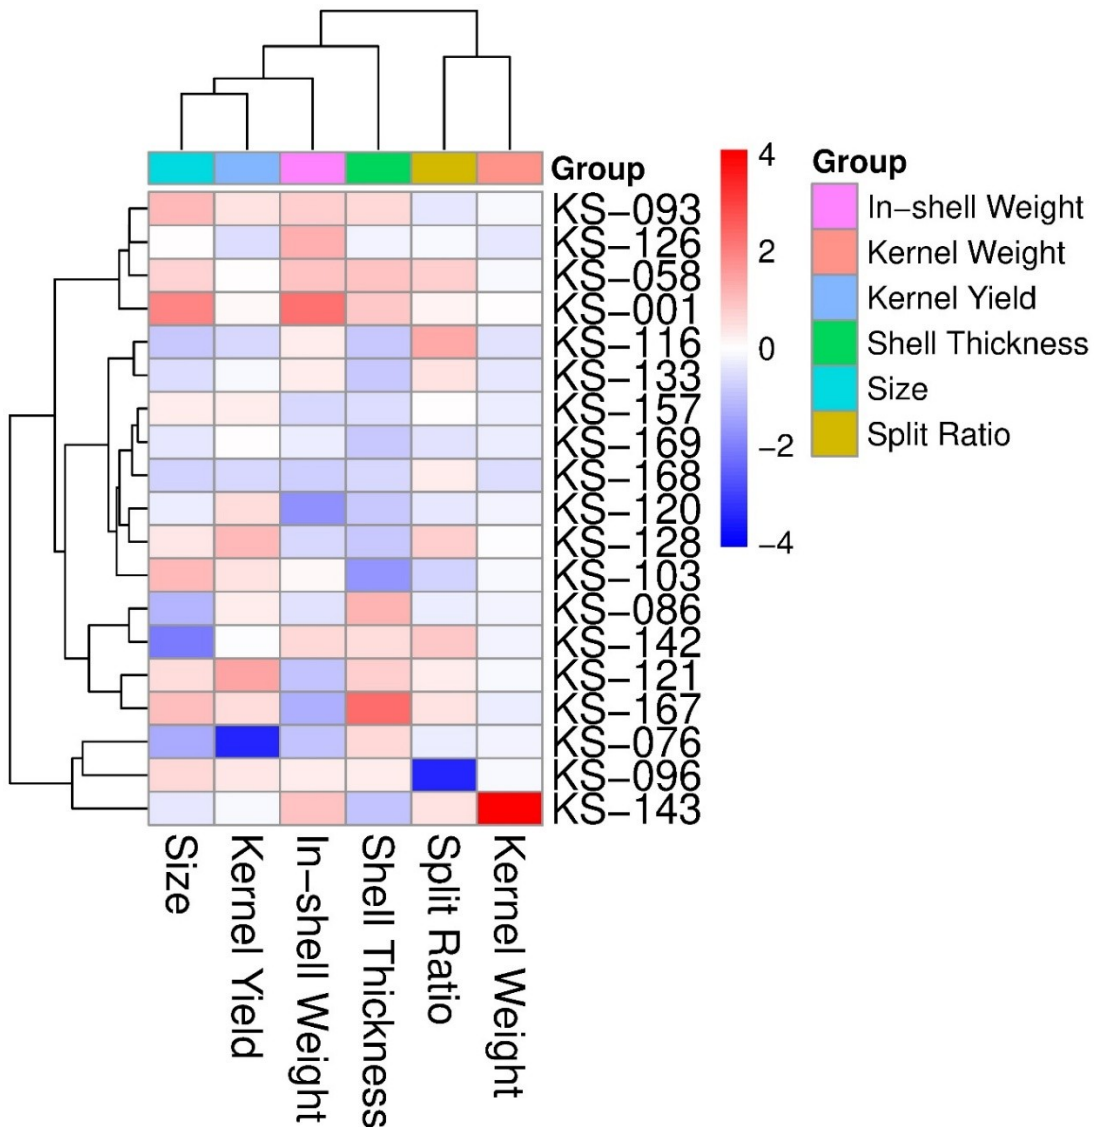 Group
KS-093
KS-126
KS-058
KS-001
KS-116
KS-133
KS-157
KS-169
KS-168
KS-120
KS-128
KS-103
KS-086
KS-142
KS-121
KS-167
KS-076
KS-096
KS-143
Size
Kernel Yield
In-shell Weight
Shell Thickness
Split Ratio
Kernel Weight
4
2
0
-2
-4
Group
In-shell Weight
Kernel Weight
Kernel Yield
Shell Thickness
Size
Split Ratio